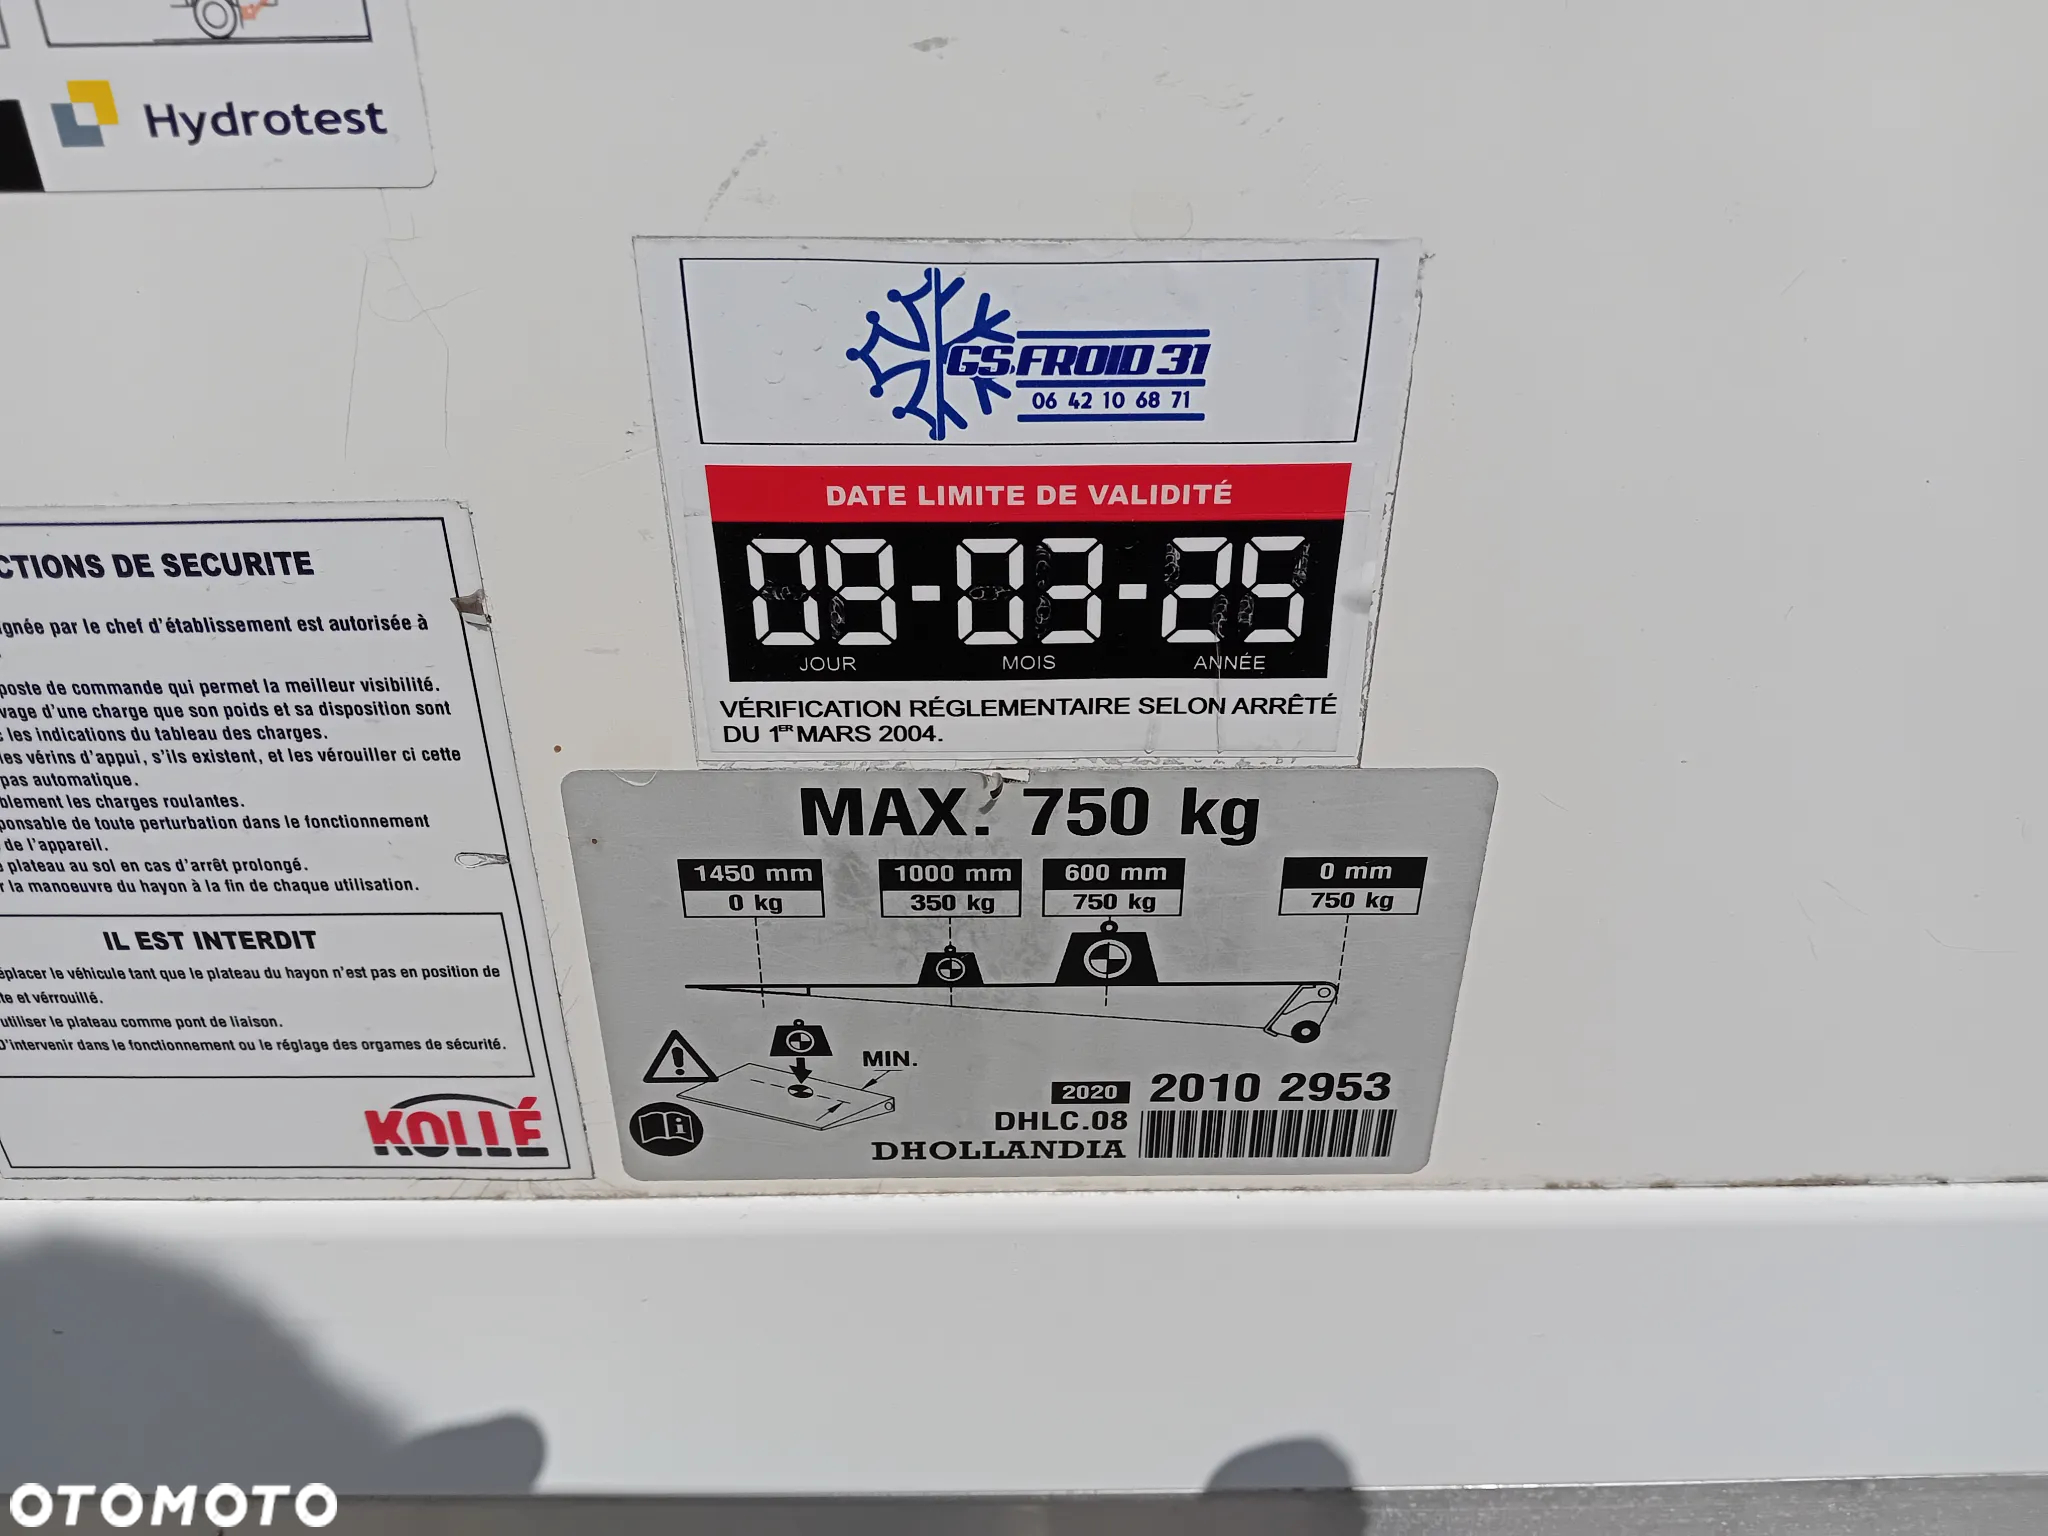 Hydrotest
GS FROID 31
06 42 10 68 71
DATE LIMITE DE VALIDITÉ
09-03-25
JOUR MOIS ANNÉE
VÉRIFICATION RÉGLEMENTAIRE SELON ARRÊTÉ
DU 1ER MARS 2004.
CTIONS DE SECURITE
ignée par le chef d'établissement est autorisée à
poste de commande qui permet la meilleur visibilité.
vage d'une charge que son poids et sa disposition sont
les indications du tableau des charges.
les vérins d'appui, s'ils existent, et les vérouiller ci cette
pas automatique.
blement les charges roulantes.
ponsable de toute perturbation dans le fonctionnement
de l'appareil.
plateau au sol en cas d'arrêt prolongé.
r la manoeuvre du hayon à la fin de chaque utilisation.
IL EST INTERDIT
éplacer le véhicule tant que le plateau du hayon n'est pas en position de
te et vérrouillé.
utiliser le plateau comme pont de liaison.
D'intervenir dans le fonctionnement ou le réglage des orgames de sécurité.
KOLLÉ
MAX. 750 kg
1450 mm 1000 mm 600 mm 0 mm
0 kg 350 kg 750 kg 750 kg
MIN.
2020 2010 2953
DHLC.08
DHOLLANDIA
OTOMOTO